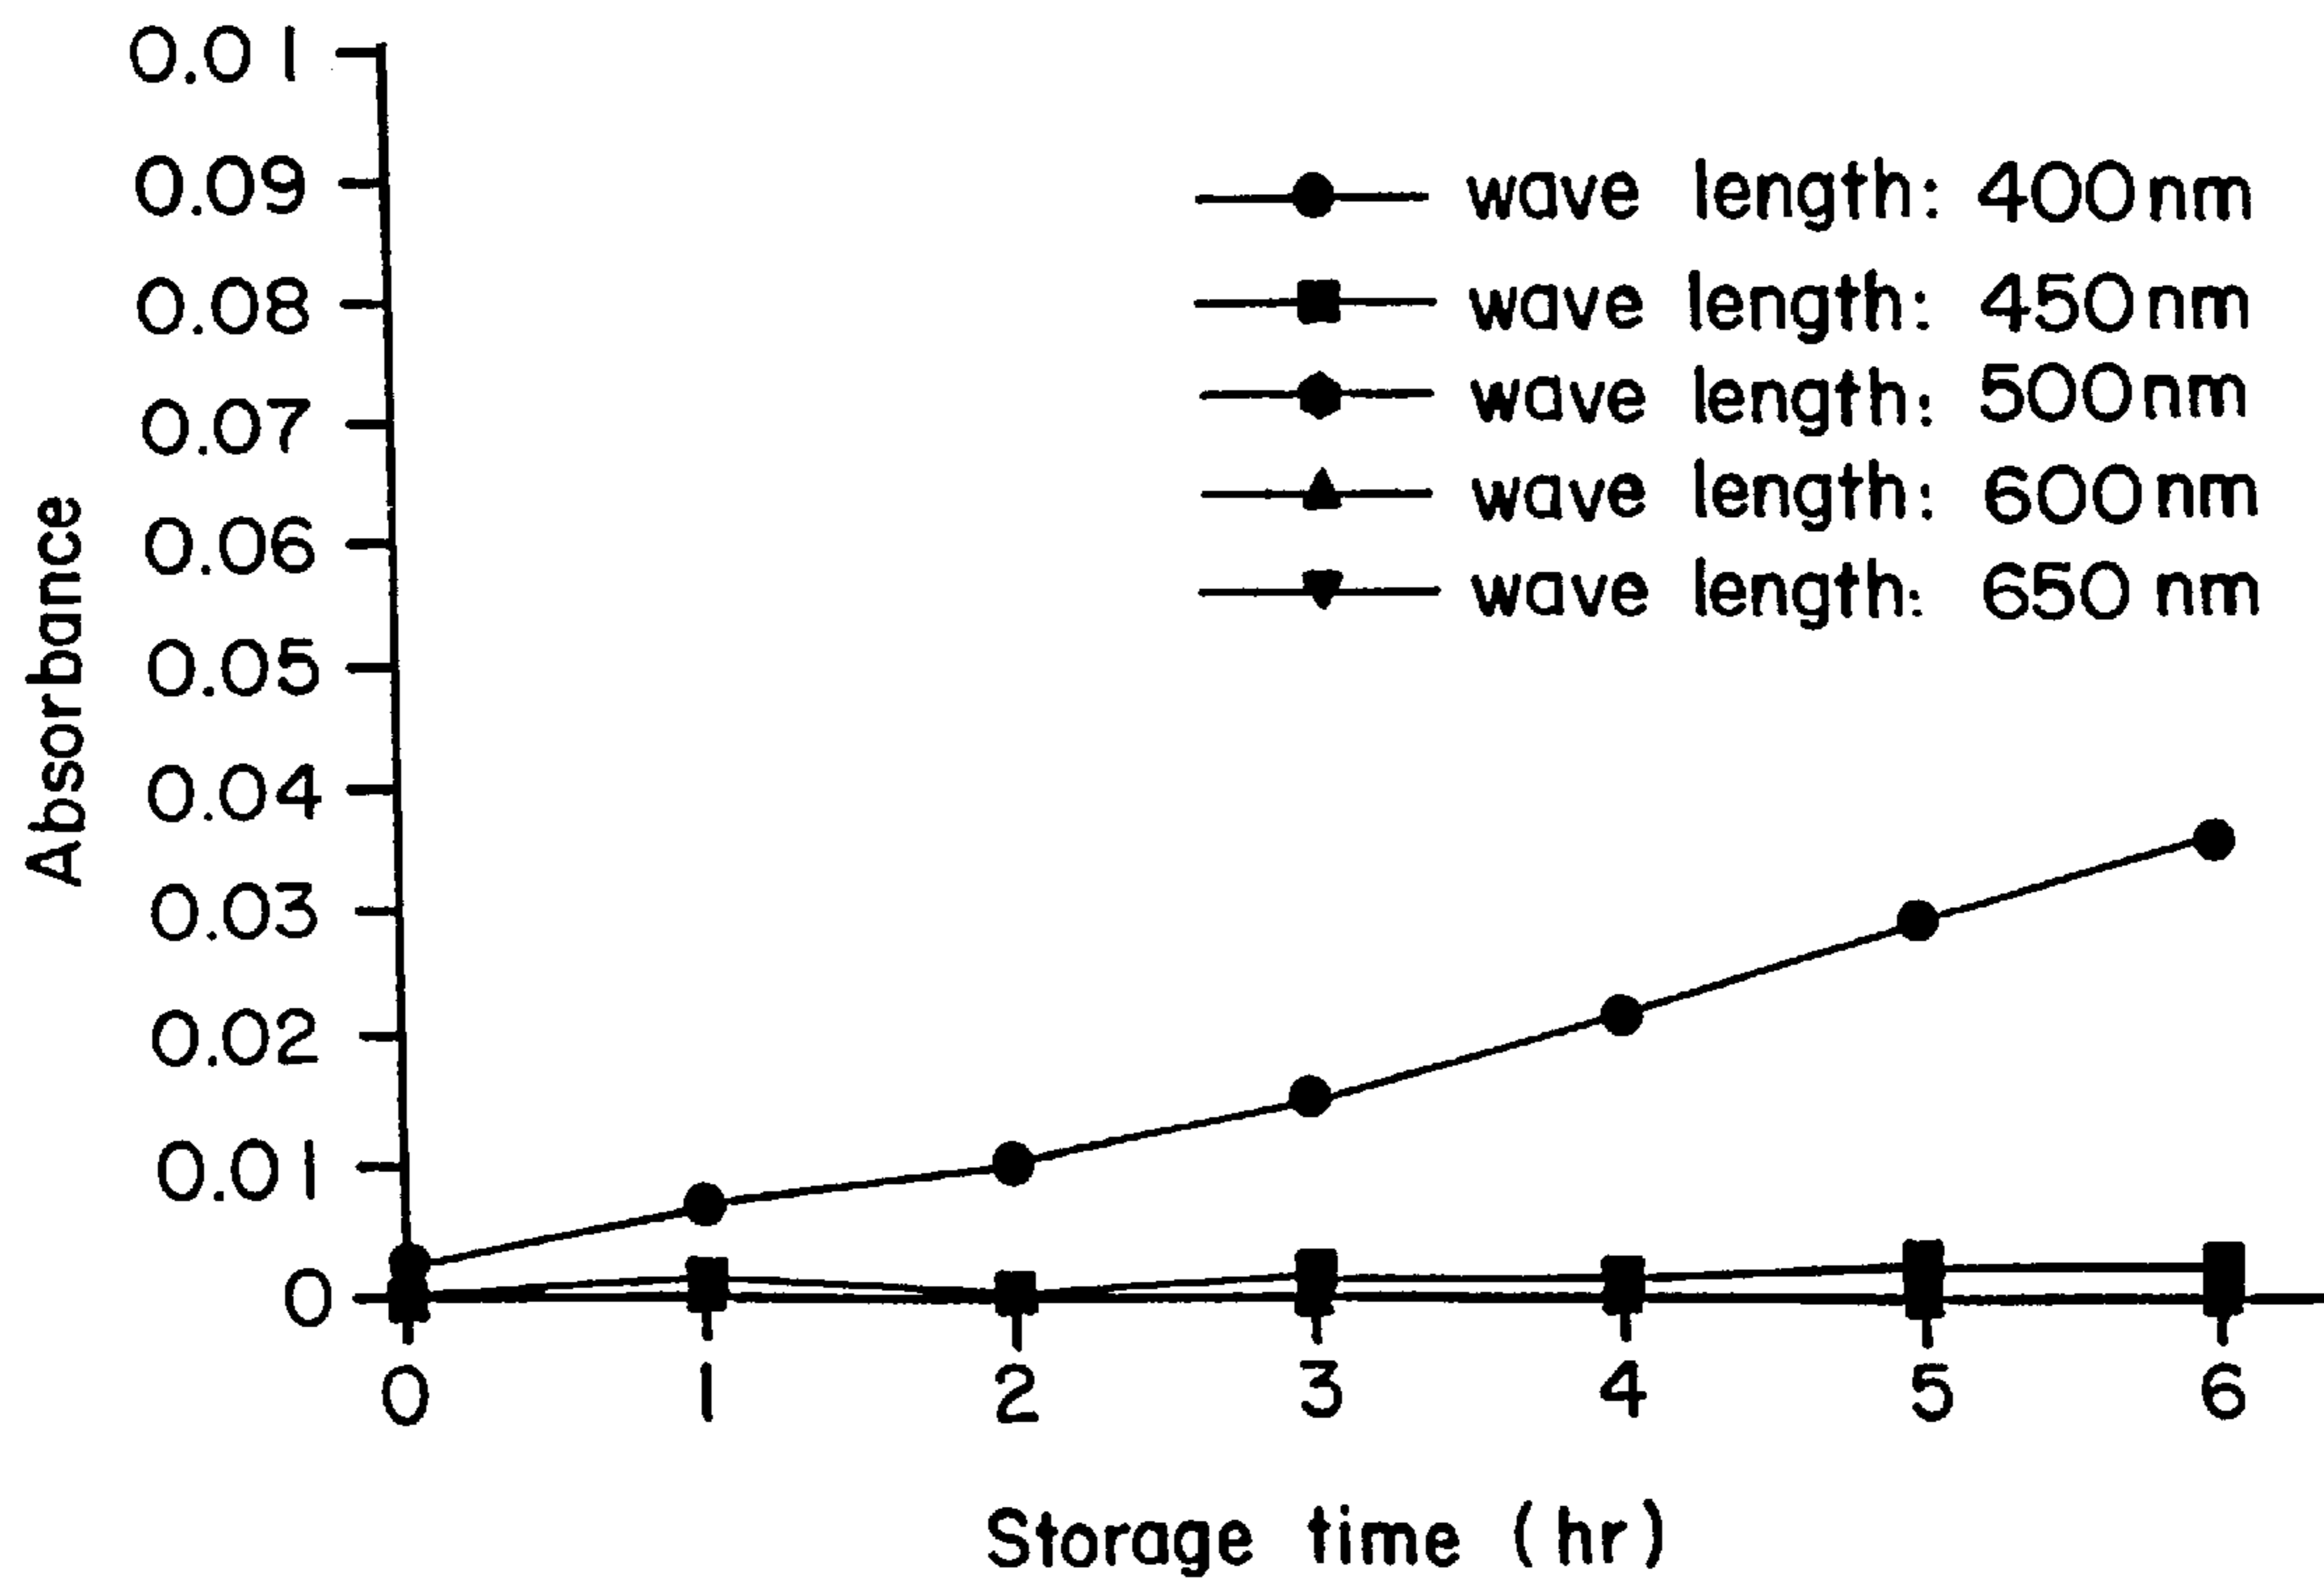 0.01
0.09
0.08
0.07
0.06
0.05
0.04
0.03
0.02
0.01
0
Absorbance
wave length: 400nm
wave length: 450nm
wave length: 500nm
wave length: 600nm
wave length: 650 nm
0 1 2 3 4 5 6
Storage time (hr)